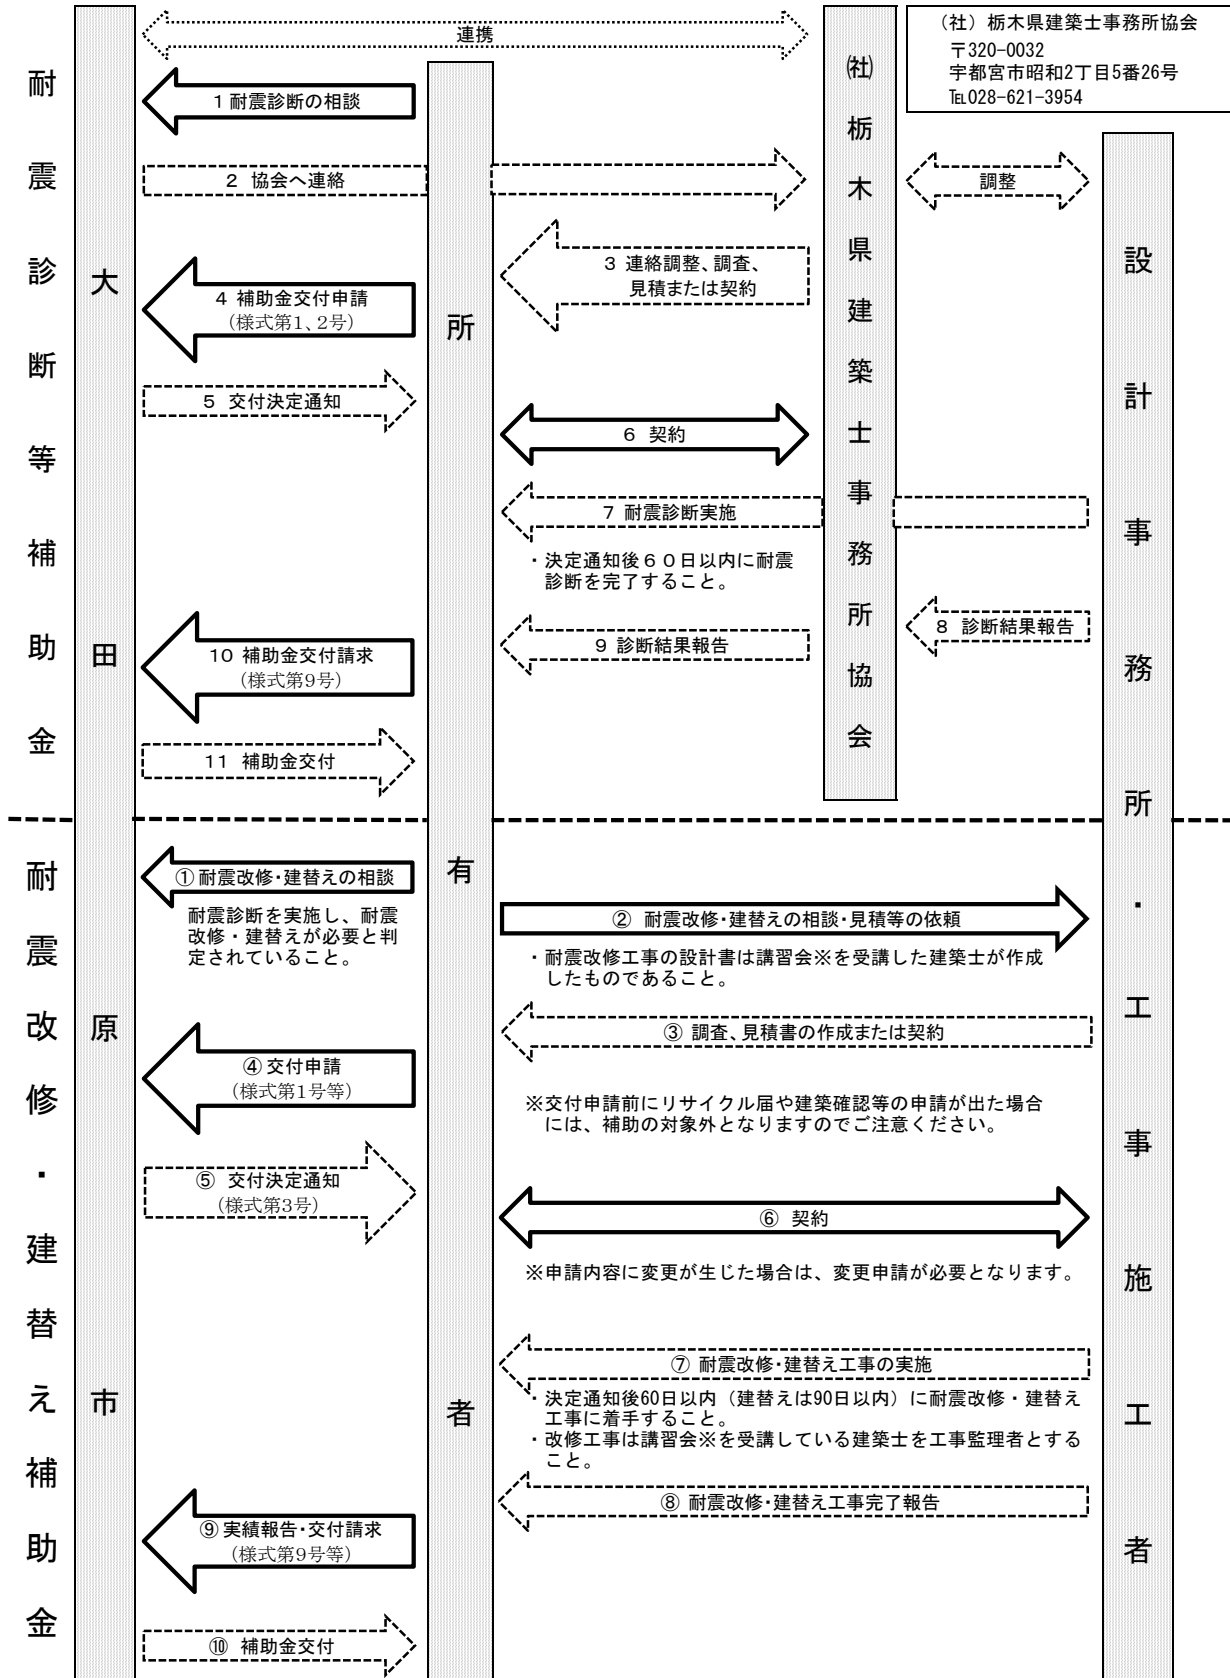 連携
（社）栃木県建築士事務所協会
〒320-0032
宇都宮市昭和2丁目5番26号
℡028-621-3954
耐震診断等補助金
大田原市
所有者
㈳栃木県建築士事務所協会
設計事務所・工事施工者
1 耐震診断の相談
2 協会へ連絡
調整
3 連絡調整、調査、
見積または契約
4 補助金交付申請
(様式第1、2号)
5 交付決定通知
6 契約
7 耐震診断実施
・決定通知後６０日以内に耐震
診断を完了すること。
8 診断結果報告
9 診断結果報告
10 補助金交付請求
(様式第9号)
11 補助金交付
耐震改修・建替え補助金
① 耐震改修・建替えの相談
耐震診断を実施し、耐震
改修・建替えが必要と判
定されていること。
② 耐震改修・建替えの相談・見積等の依頼
・耐震改修工事の設計書は講習会※を受講した建築士が作成
したものであること。
③ 調査、見積書の作成または契約
④ 交付申請
(様式第1号等)
※交付申請前にリサイクル届や建築確認等の申請が出た場合
には、補助の対象外となりますのでご注意ください。
⑤ 交付決定通知
(様式第3号)
⑥ 契約
※申請内容に変更が生じた場合は、変更申請が必要となります。
⑦ 耐震改修・建替え工事の実施
・決定通知後60日以内（建替えは90日以内）に耐震改修・建替え
工事に着手すること。
・改修工事は講習会※を受講している建築士を工事監理者とする
こと。
⑧ 耐震改修・建替え工事完了報告
⑨ 実績報告・交付請求
(様式第9号等)
⑩ 補助金交付